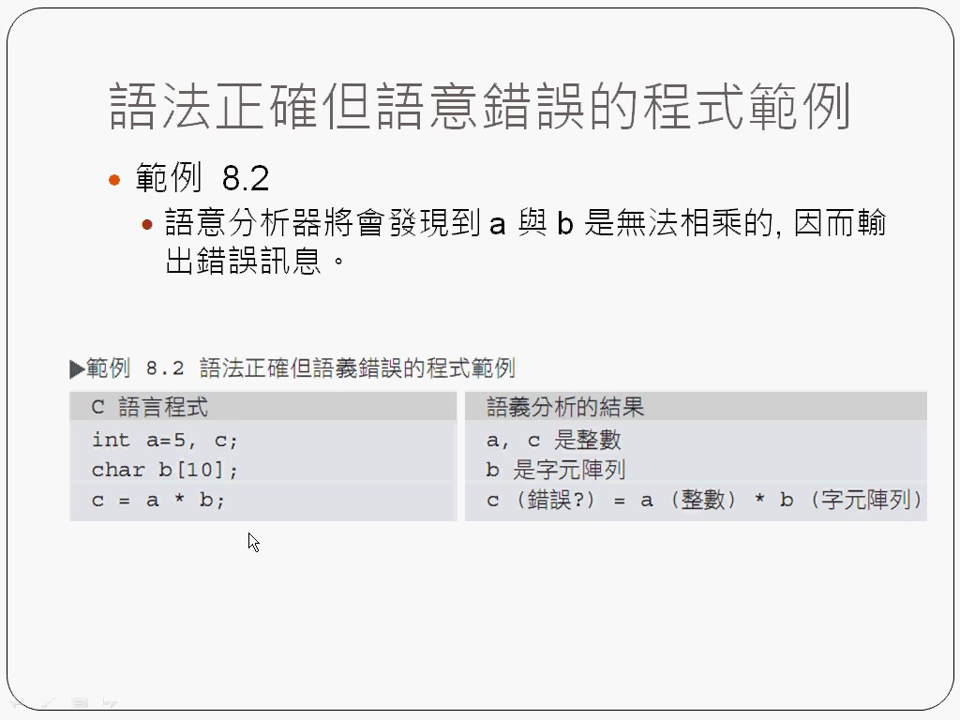 語法正確但語意錯誤的程式範例
範例 8.2
語意分析器將會發現到 a 與 b 是無法相乘的, 因而輸
出錯誤訊息。
▶範例 8.2 語法正確但語義錯誤的程式範例
C 語言程式
int a=5, c;
char b[10];
c = a * b;
語義分析的結果
a, c 是整數
b 是字元陣列
c (錯誤?) = a (整數) * b (字元陣列)